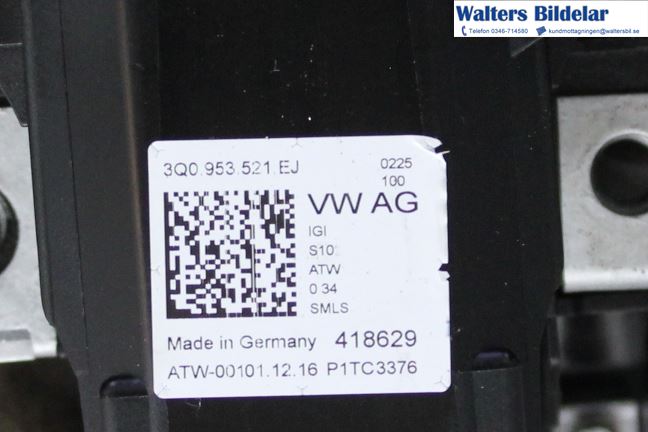 Walters Bildelar
Telefon 0346-714580 kundmottagningen@waltersbil.se
3Q0.953.521.EJ 0225
100
VW AG
IGI
S10
ATW
0 34
SMLS
Made in Germany 418629
ATW-00101.12.16 P1TC3376